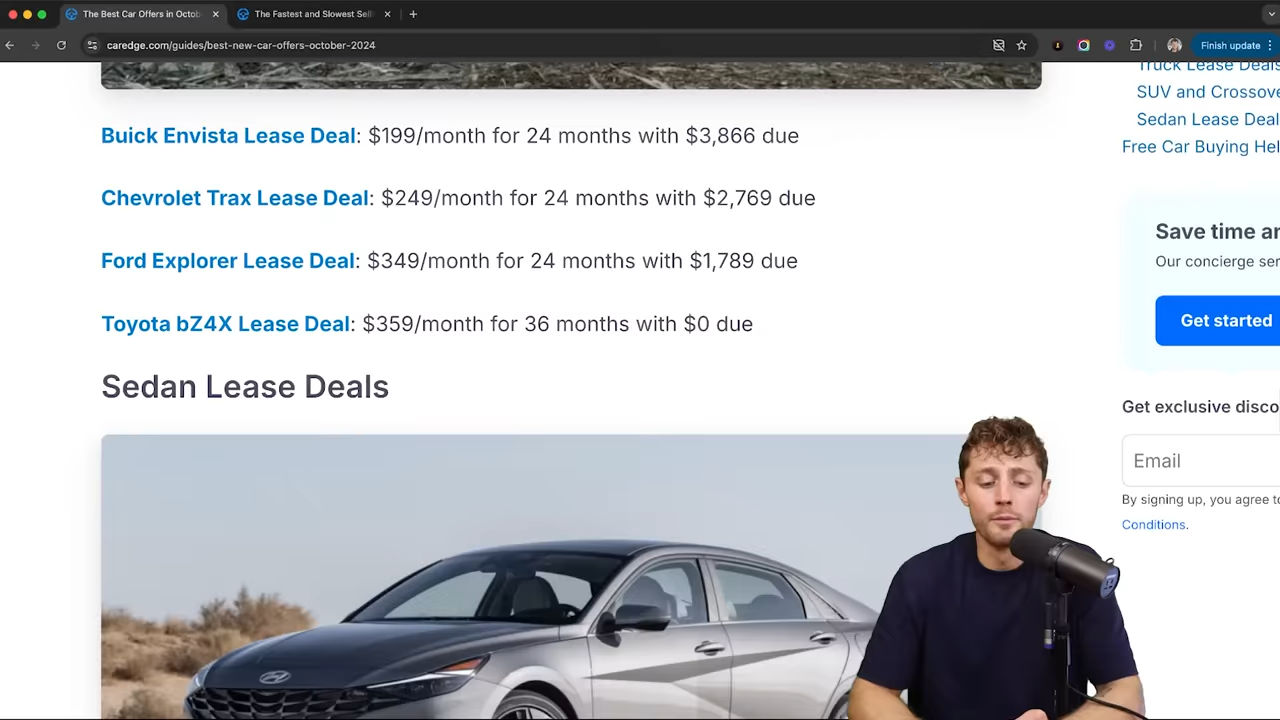 The Best Car Offers in Octob
The Fastest and Slowest Sell
caredge.com/guides/best-new-car-offers-october-2024
Finish update
Truck Lease Deals
SUV and Crossove
Sedan Lease Deal
Free Car Buying Hel
Buick Envista Lease Deal: $199/month for 24 months with $3,866 due
Chevrolet Trax Lease Deal: $249/month for 24 months with $2,769 due
Ford Explorer Lease Deal: $349/month for 24 months with $1,789 due
Toyota bZ4X Lease Deal: $359/month for 36 months with $0 due
Sedan Lease Deals
Save time an
Our concierge ser
Get started
Get exclusive disco
Email
By signing up, you agree to
Conditions.